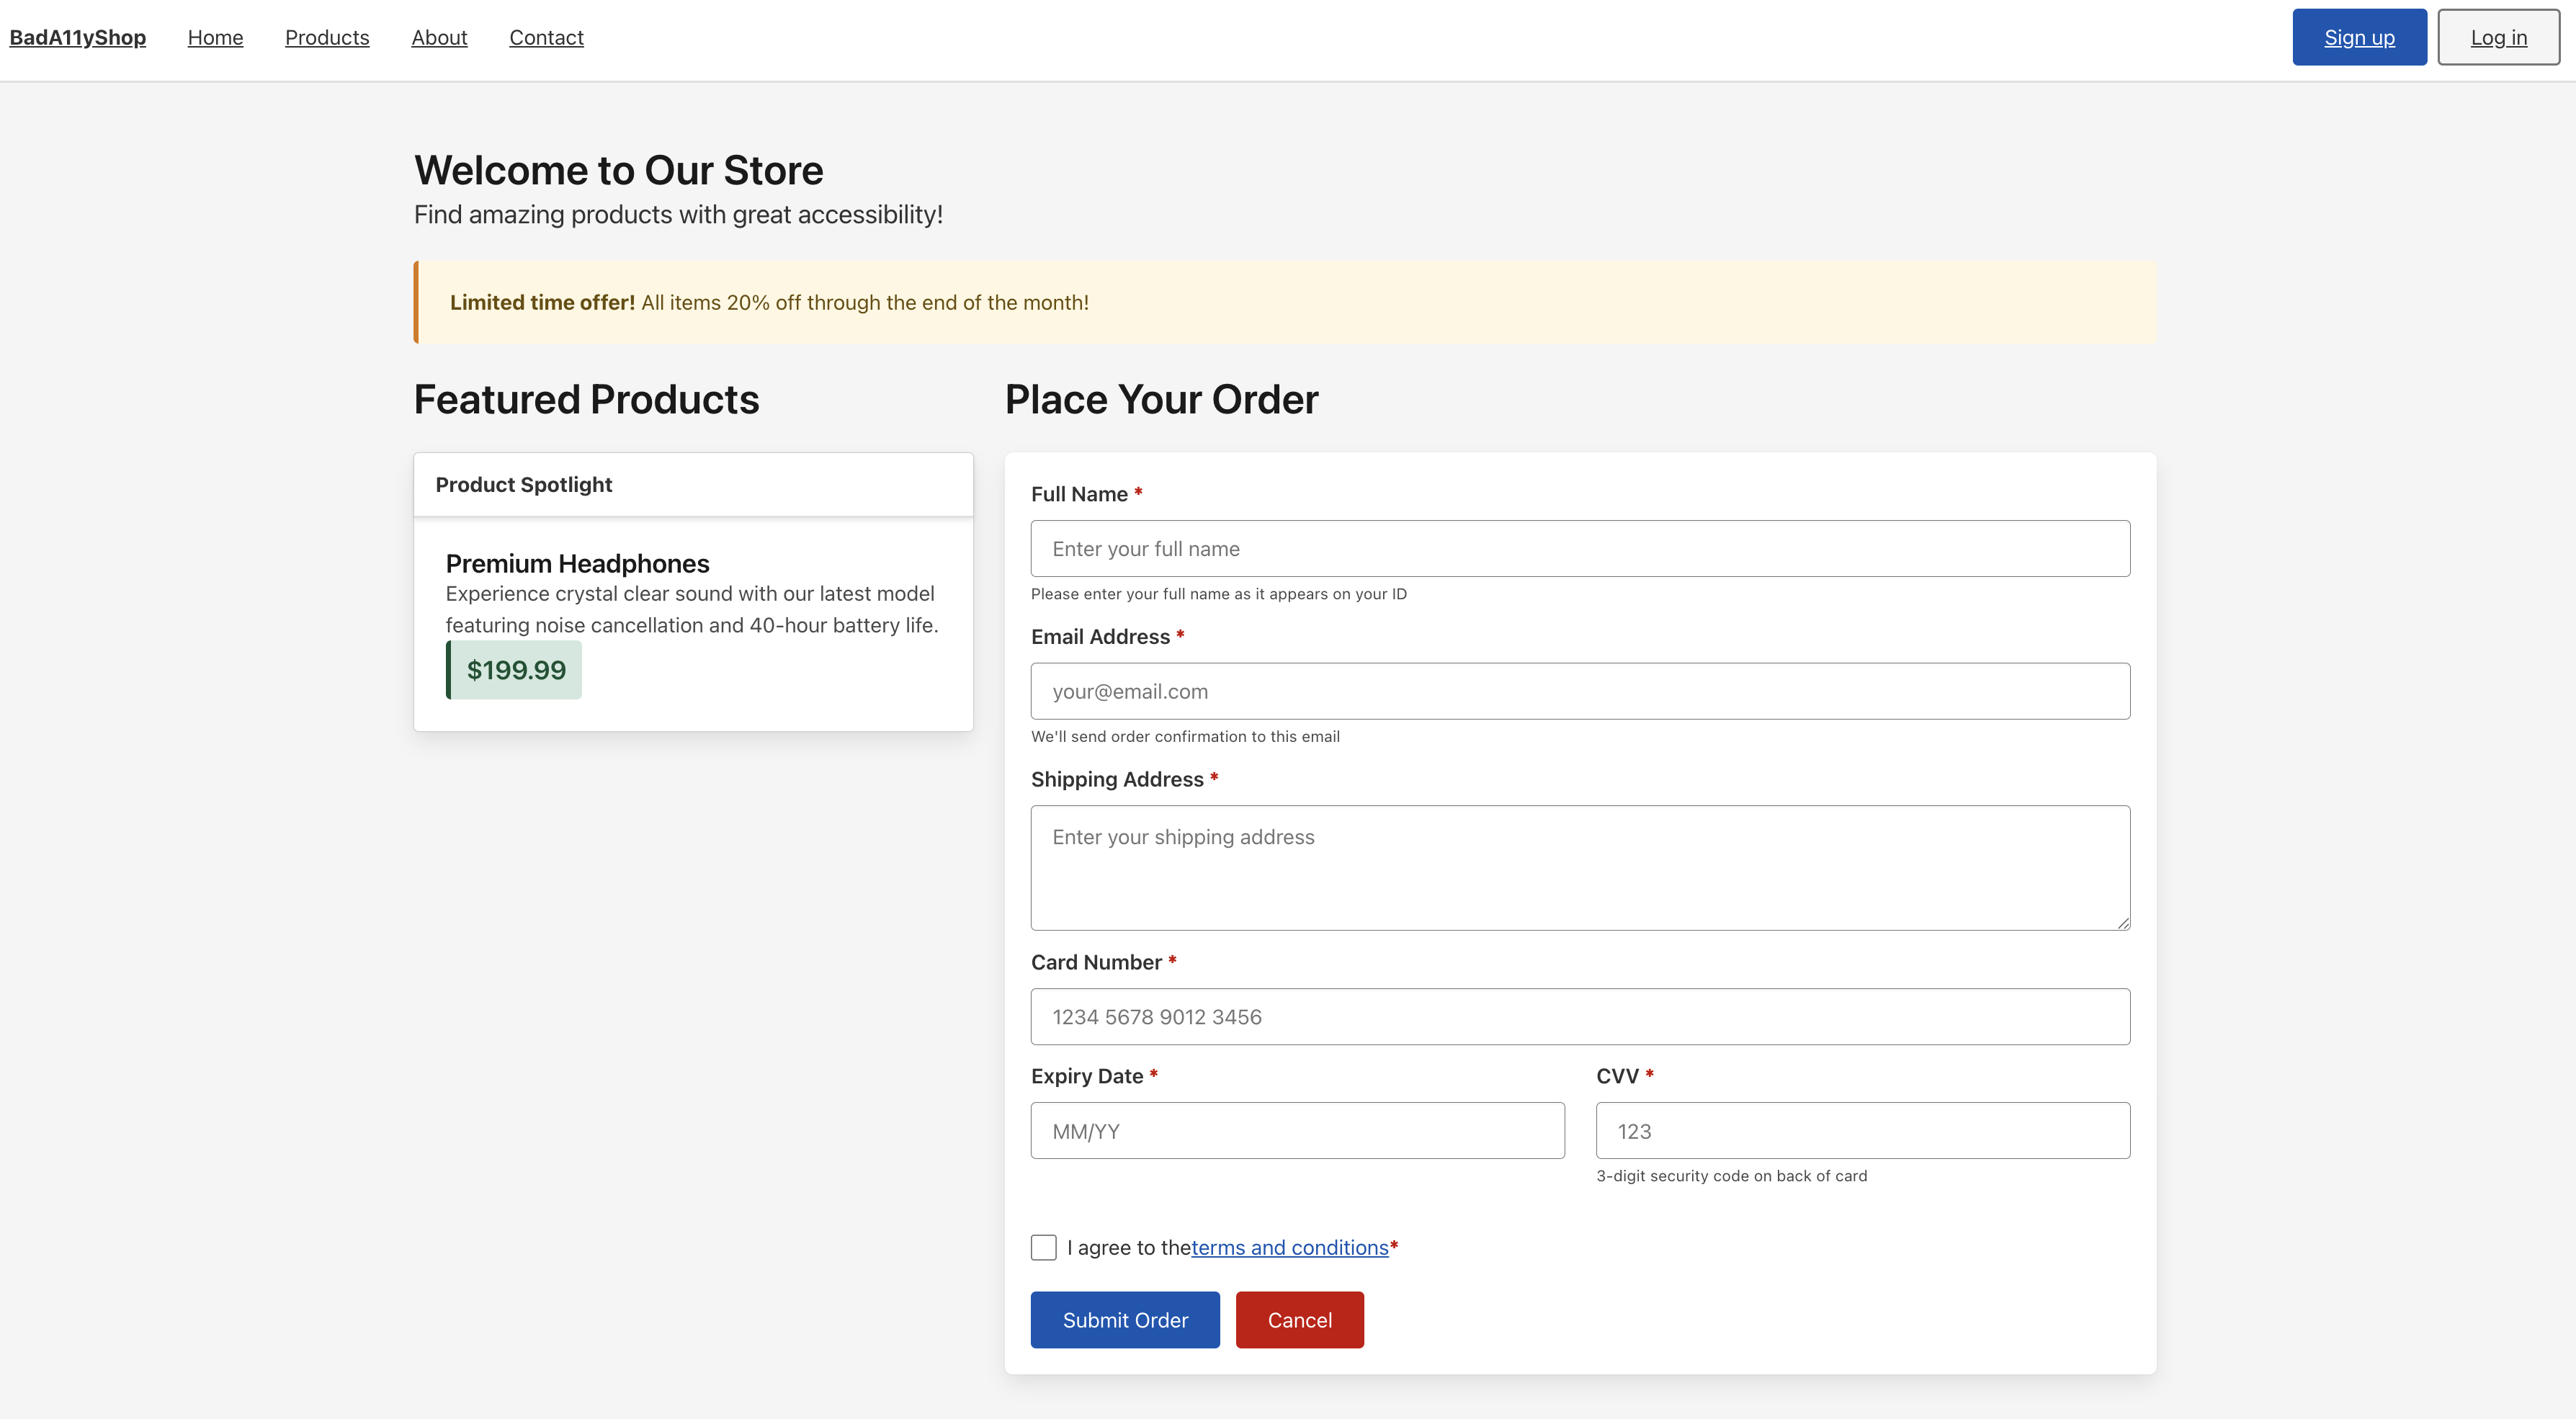 BadA11yShop Home Products About Contact Sign up Log in
Welcome to Our Store
Find amazing products with great accessibility!
Limited time offer! All items 20% off through the end of the month!
Featured Products
Product Spotlight
Premium Headphones
Experience crystal clear sound with our latest model
featuring noise cancellation and 40-hour battery life.
$199.99
Place Your Order
Full Name *
Enter your full name
Please enter your full name as it appears on your ID
Email Address *
your@email.com
We'll send order confirmation to this email
Shipping Address *
Enter your shipping address
Card Number *
1234 5678 9012 3456
Expiry Date *
MM/YY
CVV *
123
3-digit security code on back of card
I agree to theterms and conditions*
Submit Order Cancel